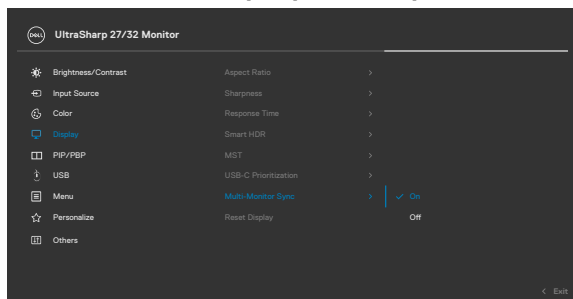 DELL UltraSharp 27/32 Monitor
Brightness/Contrast Aspect Ratio >
Input Source Sharpness >
Color Response Time >
Display Smart HDR >
PIP/PBP MST >
USB USB-C Prioritization >
Menu Multi-Monitor Sync > ✓ On
Personalize Reset Display Off
Others
< Exit